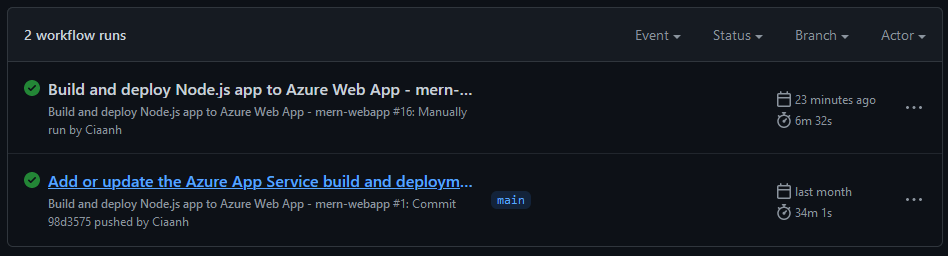 2 workflow runs
Event
Status
Branch
Actor
Build and deploy Node.js app to Azure Web App - mern-...
Build and deploy Node.js app to Azure Web App - mern-webapp #16: Manually
run by Ciaanh
23 minutes ago
6m 32s
Add or update the Azure App Service build and deploym...
Build and deploy Node.js app to Azure Web App - mern-webapp #1: Commit
98d3575 pushed by Ciaanh
main
last month
34m 1s